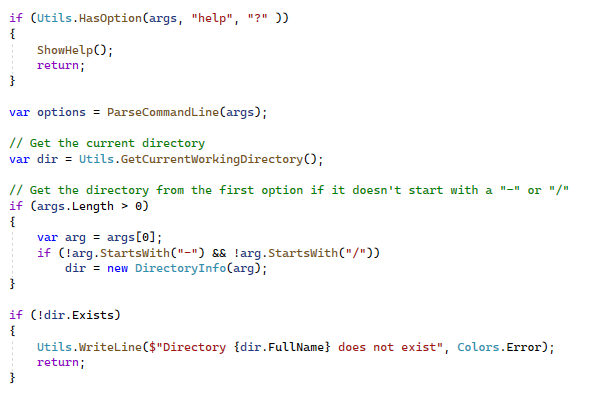 if (Utils.HasOption(args, "help", "?" ))
{
    ShowHelp();
    return;
}

var options = ParseCommandLine(args);

// Get the current directory
var dir = Utils.GetCurrentWorkingDirectory();

// Get the directory from the first option if it doesn't start with a "-" or "/"
if (args.Length > 0)
{
    var arg = args[0];
    if (!arg.StartsWith("-") && !arg.StartsWith("/"))
        dir = new DirectoryInfo(arg);
}

if (!dir.Exists)
{
    Utils.WriteLine($"Directory {dir.FullName} does not exist", Colors.Error);
    return;
}